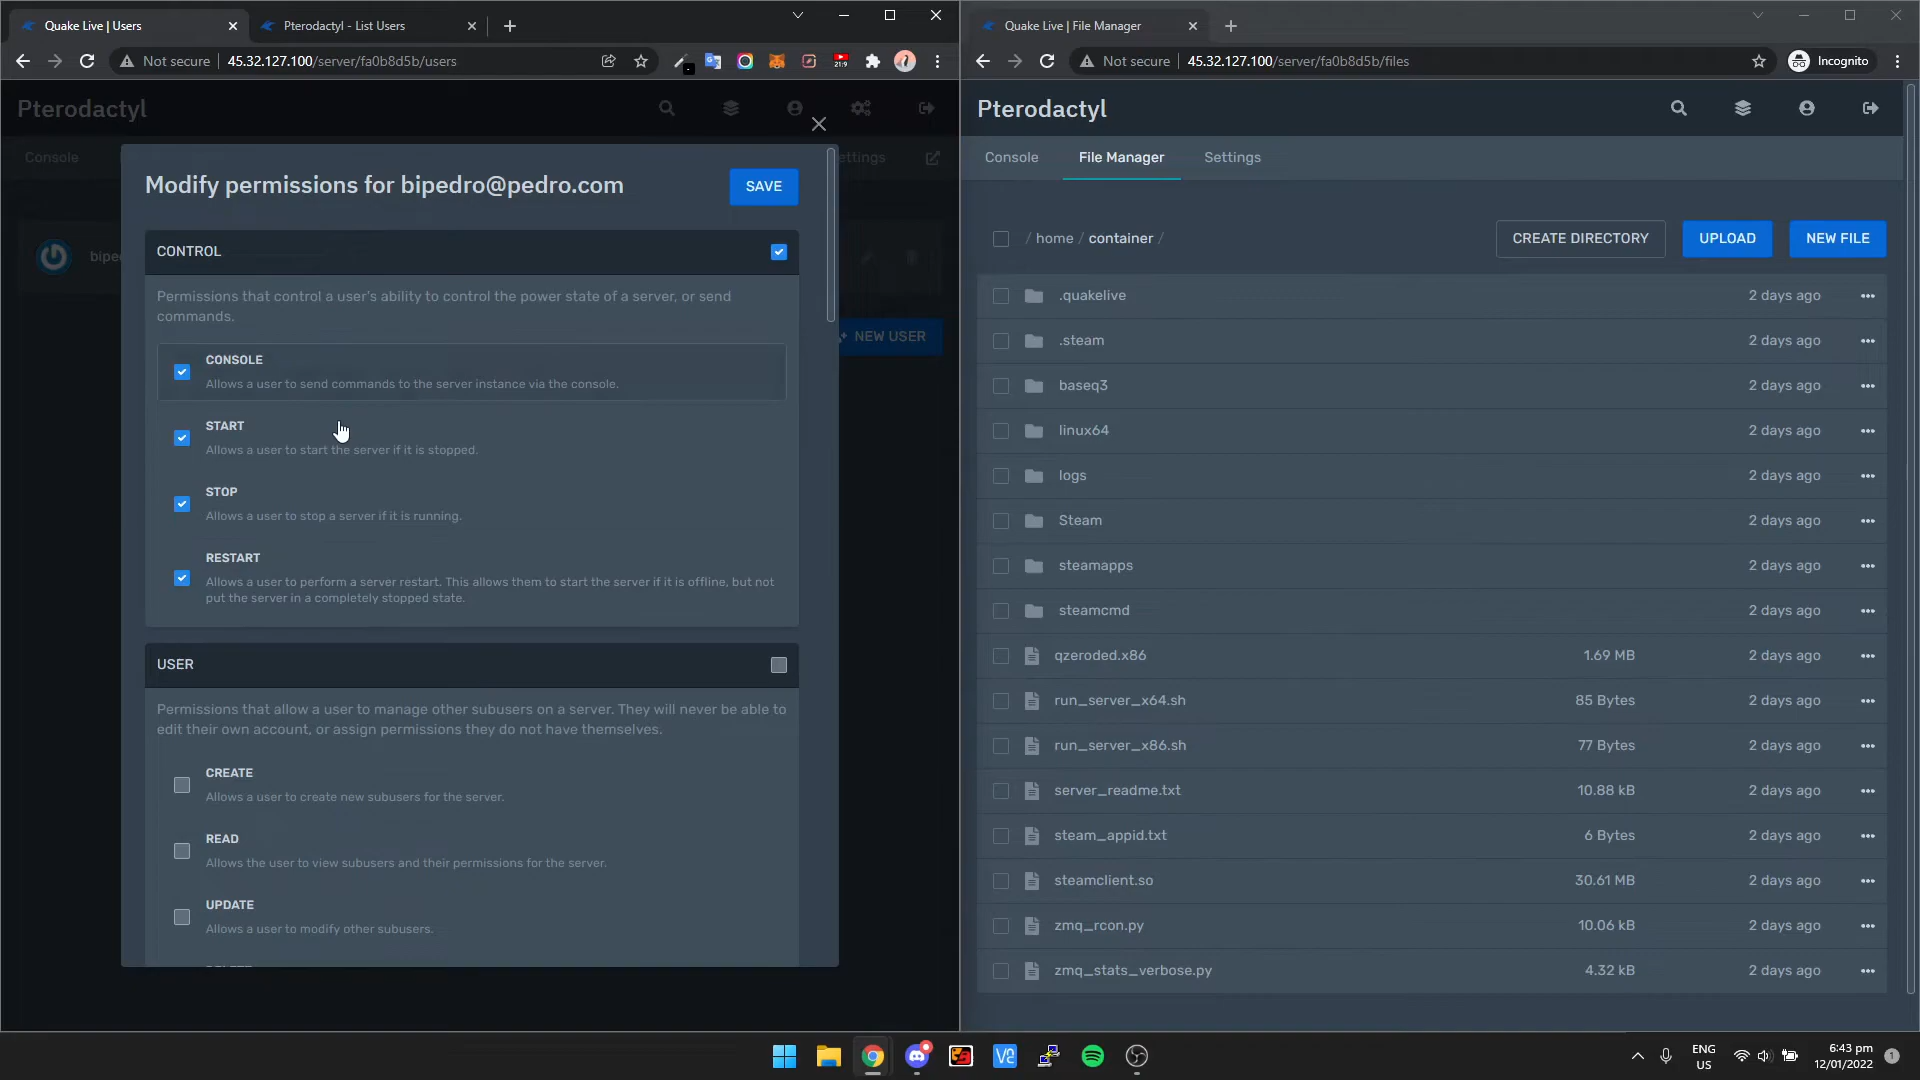 Quake Live | Users
Pterodactyl - List Users
Not secure
45.32.127.100/server/fa0b8d5b/users
21:9
Pterodactyl
Console
Settings
Modify permissions for bipedro@pedro.com
SAVE
CONTROL
Permissions that control a user's ability to control the power state of a server, or send
commands.
CONSOLE
Allows a user to send commands to the server instance via the console.
START
Allows a user to start the server if it is stopped.
STOP
Allows a user to stop a server if it is running.
RESTART
Allows a user to perform a server restart. This allows them to start the server if it is offline, but not
put the server in a completely stopped state.
USER
Permissions that allow a user to manage other subusers on a server. They will never be able to
edit their own account, or assign permissions they do not have themselves.
CREATE
Allows a user to create new subusers for the server.
READ
Allows the user to view subusers and their permissions for the server.
UPDATE
Allows a user to modify other subusers.
NEW USER
Quake Live | File Manager
Not secure
45.32.127.100/server/fa0b8d5b/files
Incognito
Pterodactyl
Console
File Manager
Settings
/ home / container /
CREATE DIRECTORY
UPLOAD
NEW FILE
.quakelive 2 days ago
.steam 2 days ago
baseq3 2 days ago
linux64 2 days ago
logs 2 days ago
Steam 2 days ago
steamapps 2 days ago
steamcmd 2 days ago
qzeroded.x86 1.69 MB 2 days ago
run_server_x64.sh 85 Bytes 2 days ago
run_server_x86.sh 77 Bytes 2 days ago
server_readme.txt 10.88 kB 2 days ago
steam_appid.txt 6 Bytes 2 days ago
steamclient.so 30.61 MB 2 days ago
zmq_rcon.py 10.06 kB 2 days ago
zmq_stats_verbose.py 4.32 kB 2 days ago
ENG
US
6:43 pm
12/01/2022
1